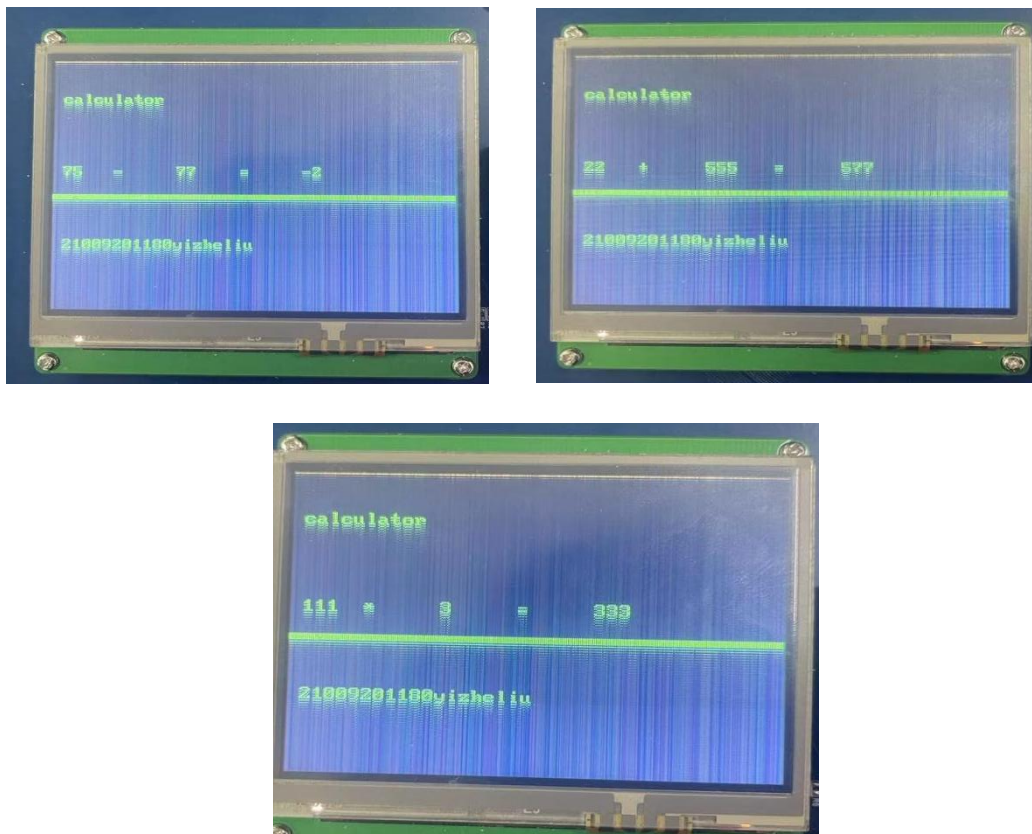 calculator
75 - 77 = -2
21009201180yizheliu
calculator
22 + 555 = 577
21009201180yizheliu
calculator
111 * 3 = 333
21009201180yizheliu